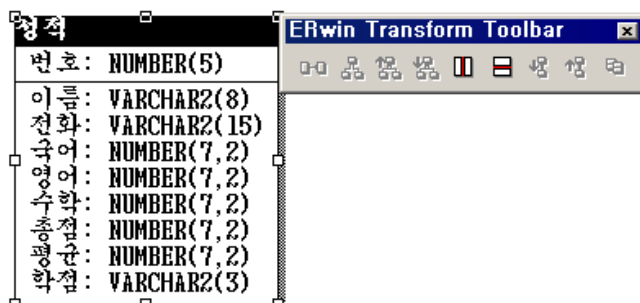 성적
ERwin Transform Toolbar
번호: NUMBER(5)
이름: VARCHAR2(8)
전화: VARCHAR2(15)
국어: NUMBER(7,2)
영어: NUMBER(7,2)
수학: NUMBER(7,2)
총점: NUMBER(7,2)
평균: NUMBER(7,2)
학점: VARCHAR2(3)